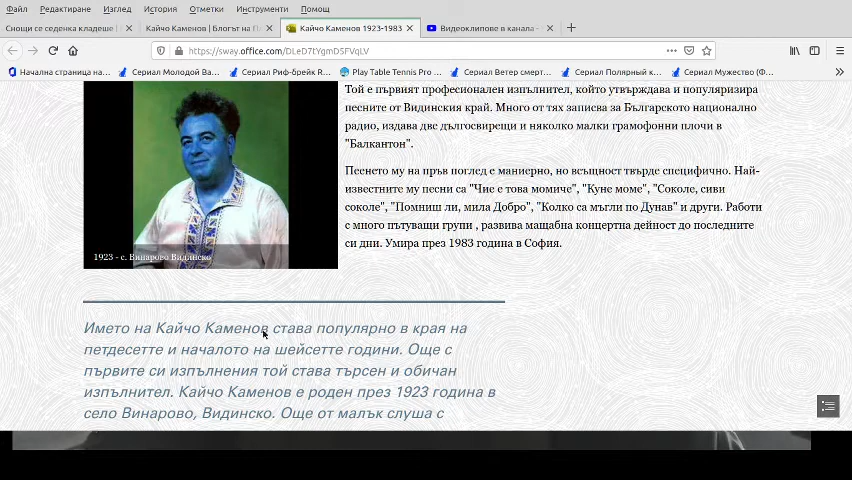 Файл Редактиране Изглед История Отметки Инструменти Помощ
Снощи се седенка кладеше |
Кайчо Каменов | Блогът на П
Кайчо Каменов 1923-1983
Видеоклипове в канала -
https://sway.office.com/DLeD7tYgmD5FVqLV
Начална страница на...
Сериал Молодой Ва...
Сериал Риф-брейк R...
Play Table Tennis Pro ...
Сериал Ветер смерт...
Сериал Полярный к...
Сериал Мужество (Ф...
Той е първият професионален изпълнител, който утвърждава и популяризира
песните от Видинския край. Много от тях записва за Българското национално
радио, издава две дългосвирещи и няколко малки грамофонни плочи в
"Балкантон".
Песнето му на пръв поглед е маниерно, но всъщност твърде специфично. Най-
известните му песни са "Чие е това момиче", "Куне моме", "Соколе, сиви
соколе", "Помниш ли, мила Добро", "Колко са мъгли по Дунав" и други. Работи
с много пътуващи групи , развива мащабна концертна дейност до последните
си дни. Умира през 1983 година в София.
1923 - с. Винарово Видинско
Името на Кайчо Каменов става популярно в края на
петдесетте и началото на шейсетте години. Още с
първите си изпълнения той става търсен и обичан
изпълнител. Кайчо Каменов е роден през 1923 година в
село Винарово, Видинско. Още от малък слуша с